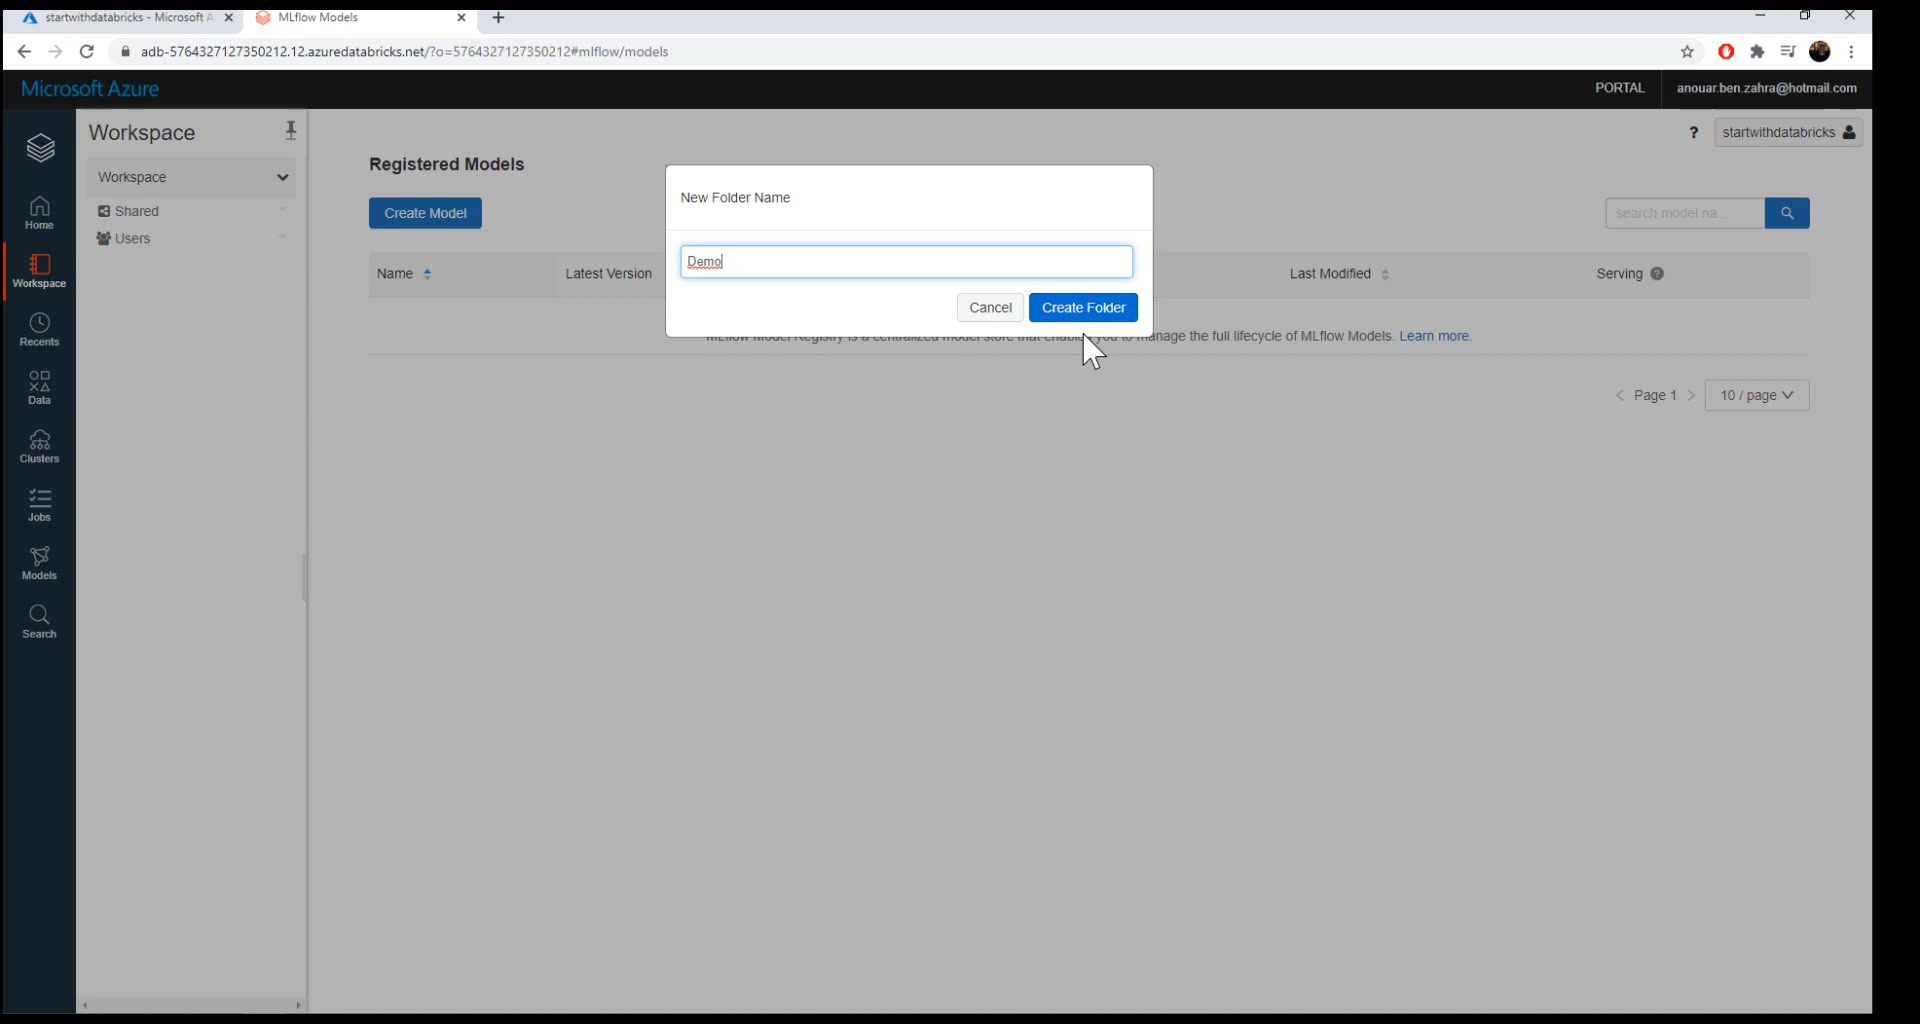 startwithdatabricks - Microsoft A
MLflow Models
adb-5764327127350212.12.azuredatabricks.net/?o=5764327127350212#mlflow/models
Microsoft Azure
PORTAL
anouar.ben.zahra@hotmail.com
Workspace
? startwithdatabricks
Registered Models
Workspace
New Folder Name
Shared
Create Model
search model na...
Home
Users
Demo
Name
Latest Version
Last Modified
Serving ?
Workspace
Cancel
Create Folder
MLflow Model Registry is a centralized model store that enables you to manage the full lifecycle of MLflow Models. Learn more.
Recents
Page 1
10 / page
Data
Clusters
Jobs
Models
Search